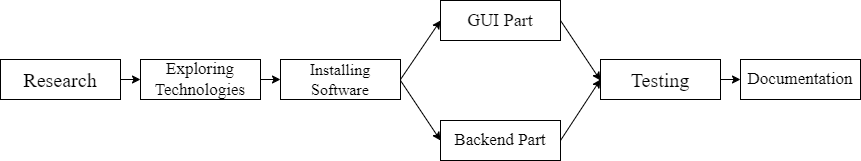 Research
Exploring
Technologies
Installing
Software
GUI Part
Backend Part
Testing
Documentation